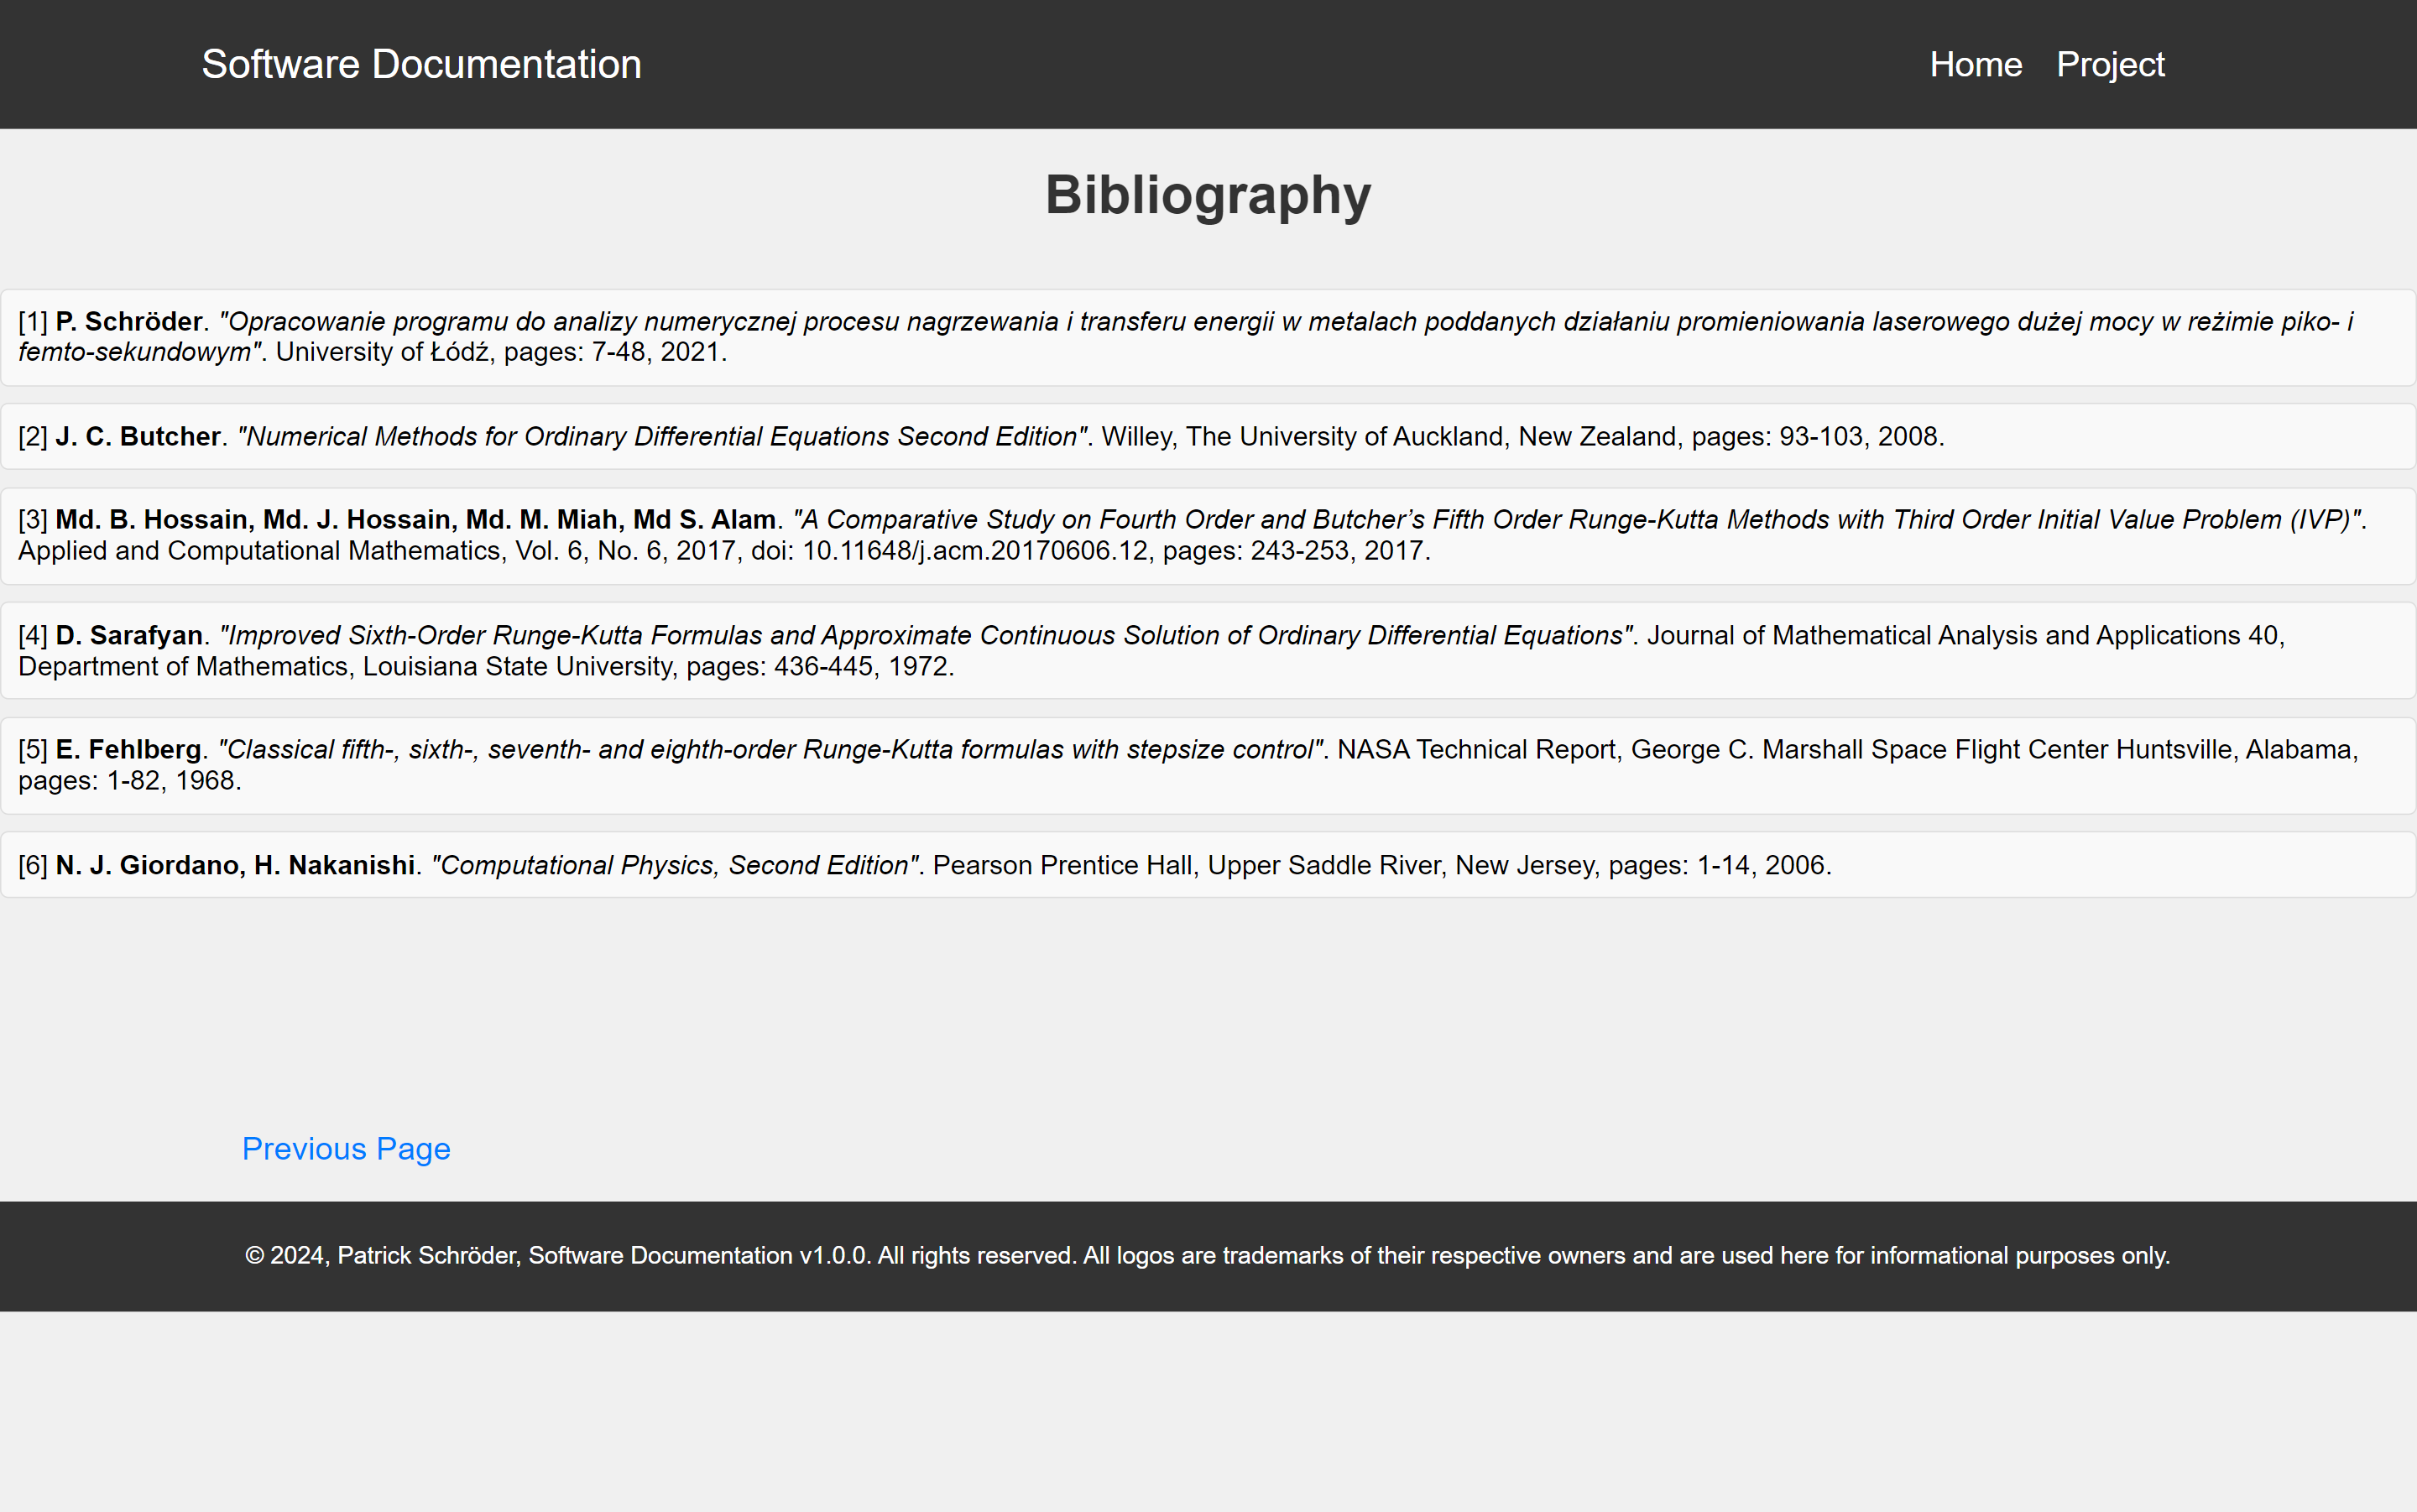 Software Documentation
Home Project
Bibliography
[1] P. Schröder. "Opracowanie programu do analizy numerycznej procesu nagrzewania i transferu energii w metalach poddanych działaniu promieniowania laserowego dużej mocy w reżimie piko- i
femto-sekundowym". University of Łódź, pages: 7-48, 2021.
[2] J. C. Butcher. "Numerical Methods for Ordinary Differential Equations Second Edition". Willey, The University of Auckland, New Zealand, pages: 93-103, 2008.
[3] Md. B. Hossain, Md. J. Hossain, Md. M. Miah, Md S. Alam. "A Comparative Study on Fourth Order and Butcher’s Fifth Order Runge-Kutta Methods with Third Order Initial Value Problem (IVP)".
Applied and Computational Mathematics, Vol. 6, No. 6, 2017, doi: 10.11648/j.acm.20170606.12, pages: 243-253, 2017.
[4] D. Sarafyan. "Improved Sixth-Order Runge-Kutta Formulas and Approximate Continuous Solution of Ordinary Differential Equations". Journal of Mathematical Analysis and Applications 40,
Department of Mathematics, Louisiana State University, pages: 436-445, 1972.
[5] E. Fehlberg. "Classical fifth-, sixth-, seventh- and eighth-order Runge-Kutta formulas with stepsize control". NASA Technical Report, George C. Marshall Space Flight Center Huntsville, Alabama,
pages: 1-82, 1968.
[6] N. J. Giordano, H. Nakanishi. "Computational Physics, Second Edition". Pearson Prentice Hall, Upper Saddle River, New Jersey, pages: 1-14, 2006.
Previous Page
© 2024, Patrick Schröder, Software Documentation v1.0.0. All rights reserved. All logos are trademarks of their respective owners and are used here for informational purposes only.